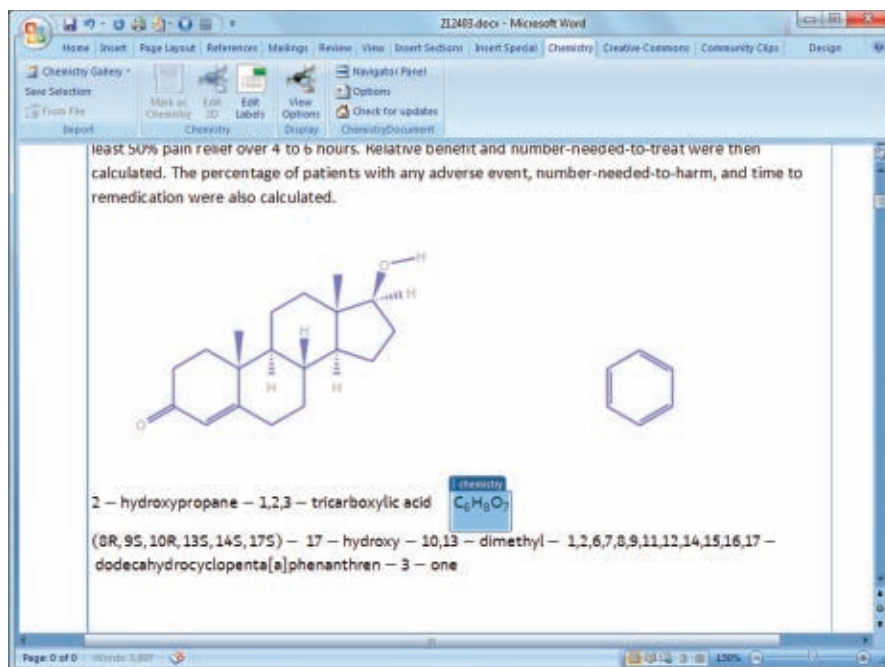 212403.docx - Microsoft Word
Home Insert Page Layout References Mailings Review View Insert Sections Insert Special Chemistry Creative Commons Community Clips Design
Chemistry Gallery
Save Selection
From File
Mark as Chemistry
Edit 2D
Edit Labels
View Options
Navigator Panel
Options
Check for updates
Import Chemistry Display ChemistryDocument
least 50% pain relief over 4 to 6 hours. Relative benefit and number-needed-to-treat were then
calculated. The percentage of patients with any adverse event, number-needed-to-harm, and time to
remedication were also calculated.
O H
H
H
H H
O
chemistry
2 – hydroxypropane – 1,2,3 – tricarboxylic acid C₆H₈O₇
(8R, 9S, 10R, 13S, 14S, 17S) – 17 – hydroxy – 10,13 – dimethyl – 1,2,6,7,8,9,11,12,14,15,16,17 –
dodecahydrocyclopenta[a]phenanthren – 3 – one
Page: 0 of 0 Words: 130%